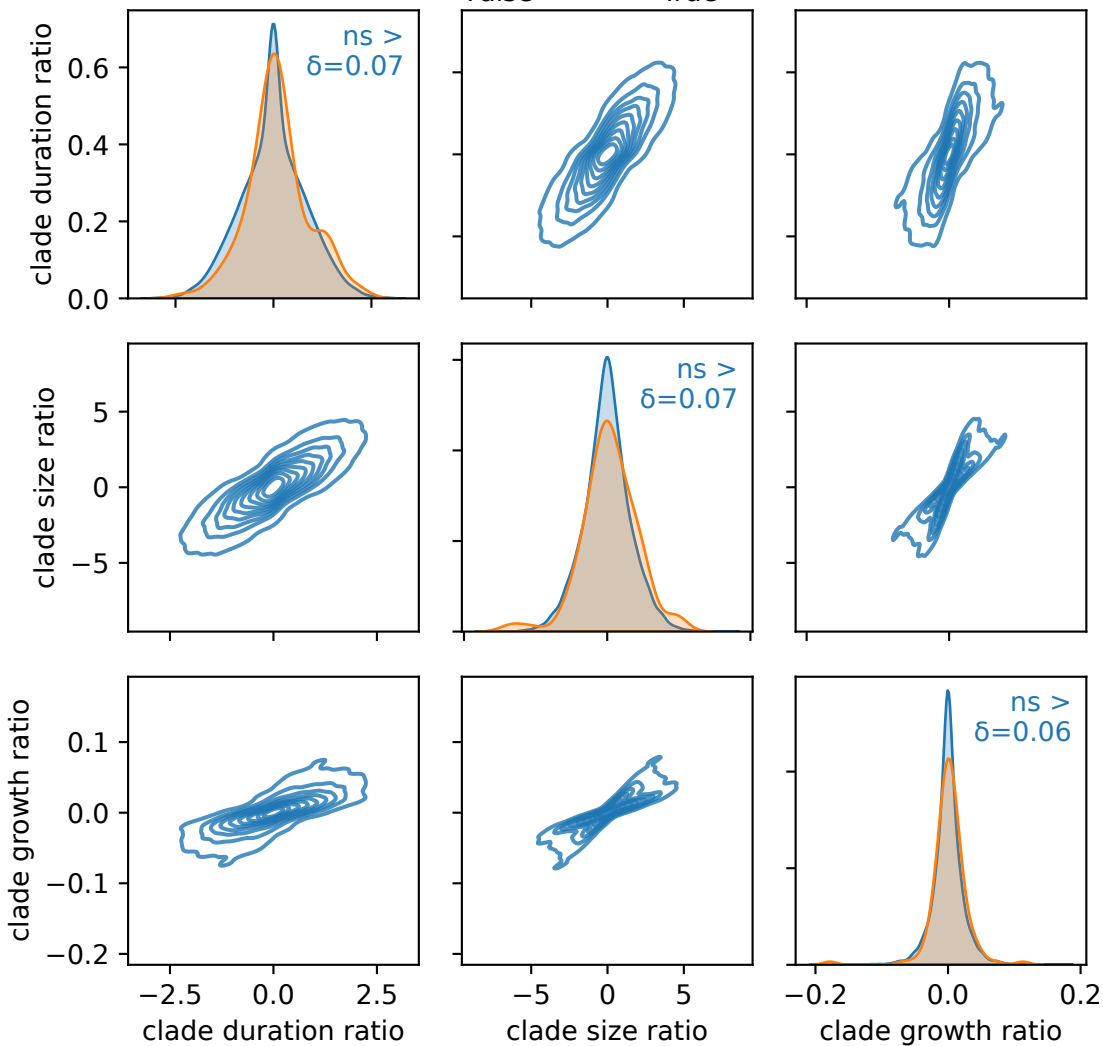 True
clade duration ratio
0.6
0.4
0.2
0.0
ns >
δ=0.07
clade size ratio
5
0
−5
ns >
δ=0.07
clade growth ratio
0.1
0.0
−0.1
−0.2
ns >
δ=0.06
−2.5
0.0
2.5
−5
0
5
−0.2
0.0
0.2
clade duration ratio
clade size ratio
clade growth ratio